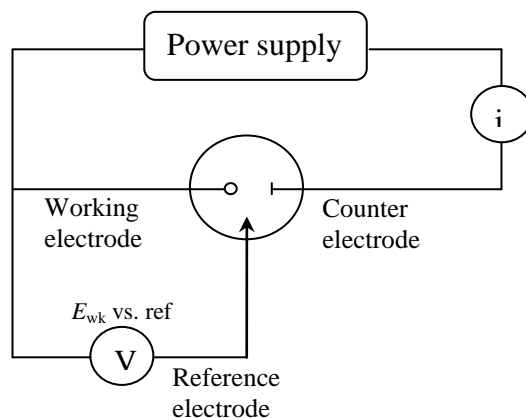 Power supply
i
Working
electrode
Counter
electrode
E_wk vs. ref
V
Reference
electrode